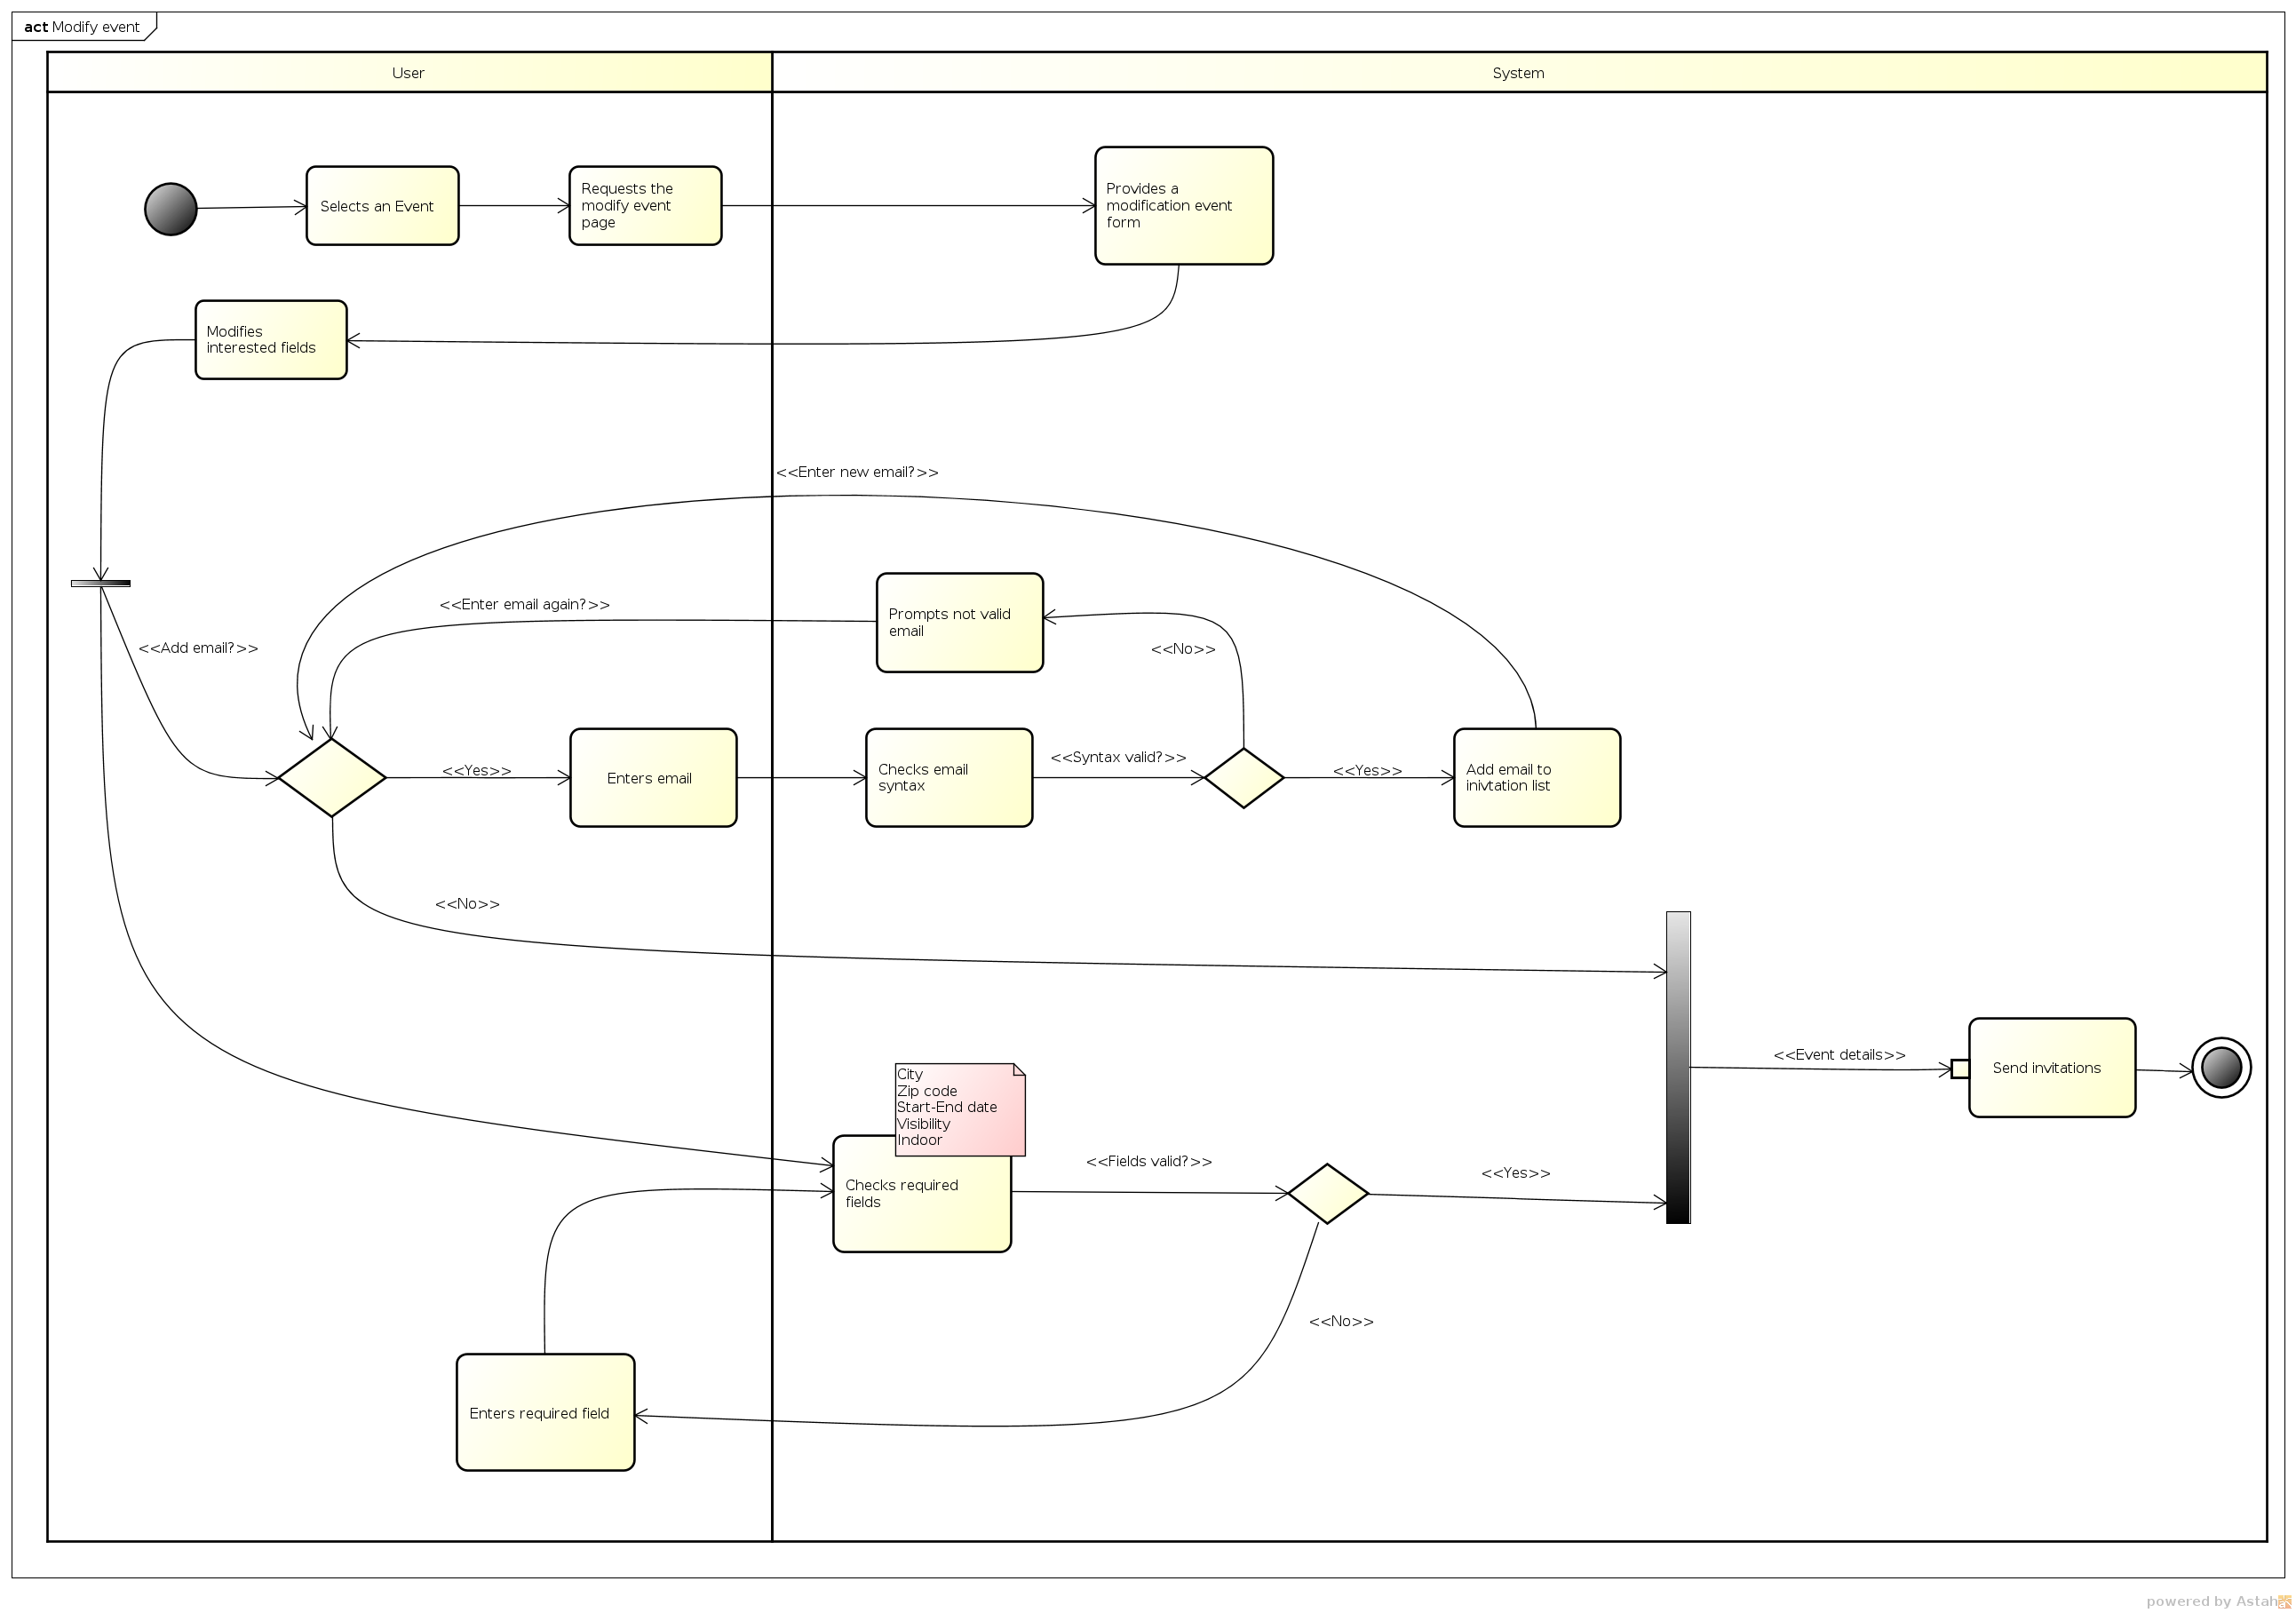 act Modify event
User
System
Selects an Event
Requests the
modify event
page
Provides a
modification event
form
Modifies
interested fields
<<Enter new email?>>
<<Enter email again?>>
Prompts not valid
email
<<No>>
<<Add email?>>
<<Yes>>
Enters email
Checks email
syntax
<<Syntax valid?>>
<<Yes>>
Add email to
inivtation list
<<No>>
City
Zip code
Start-End date
Visibility
Indoor
<<Event details>>
Send invitations
Checks required
fields
<<Fields valid?>>
<<Yes>>
<<No>>
Enters required field
powered by Astah